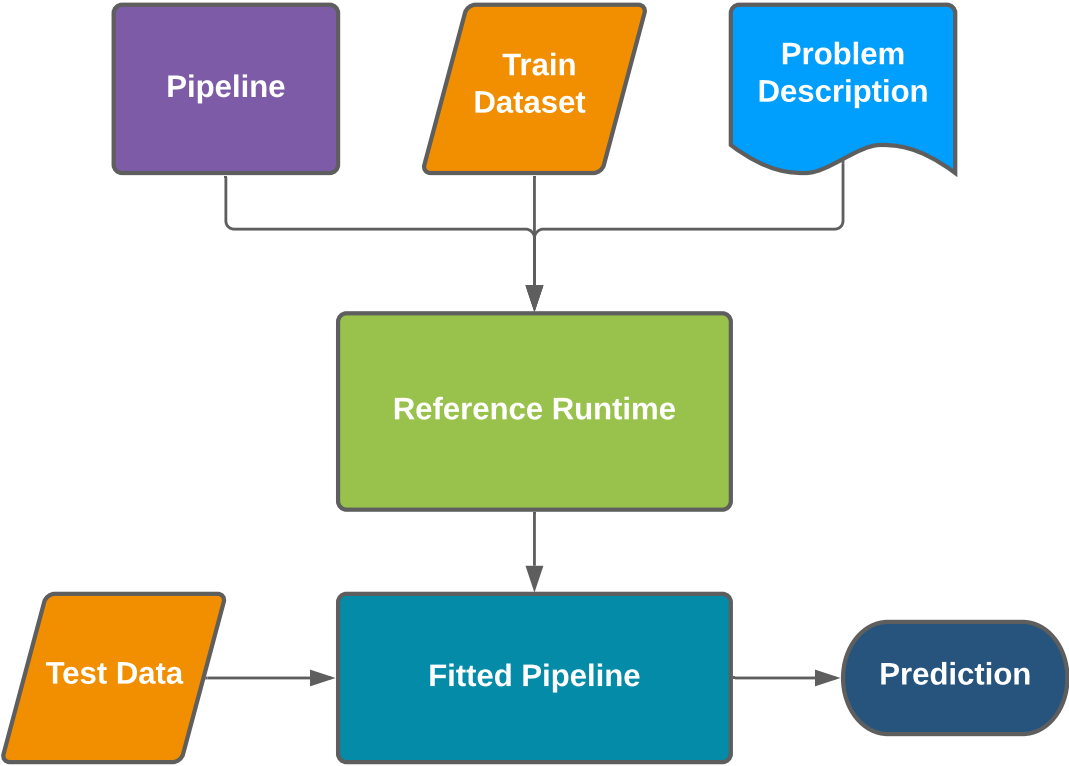 Pipeline
Train
Dataset
Problem
Description
Reference Runtime
Test Data
Fitted Pipeline
Prediction